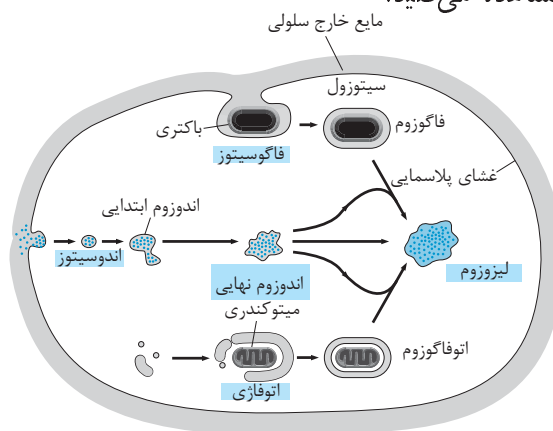 مایع خارج سلولی
سیتوزول
فاگوزوم
باکتری
فاگوسیتوز
غشای پلاسمایی
اندوزوم ابتدایی
اندوسیتوز
لیزوزوم
اندوزوم نهایی
میتوکندری
اتوفاگوزوم
اتوفاژی